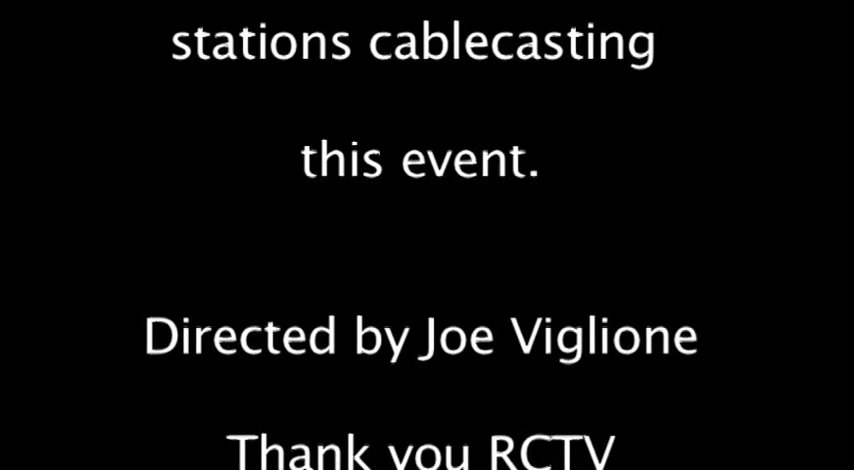 stations cablecasting
this event.
Directed by Joe Viglione
Thank you RCTV